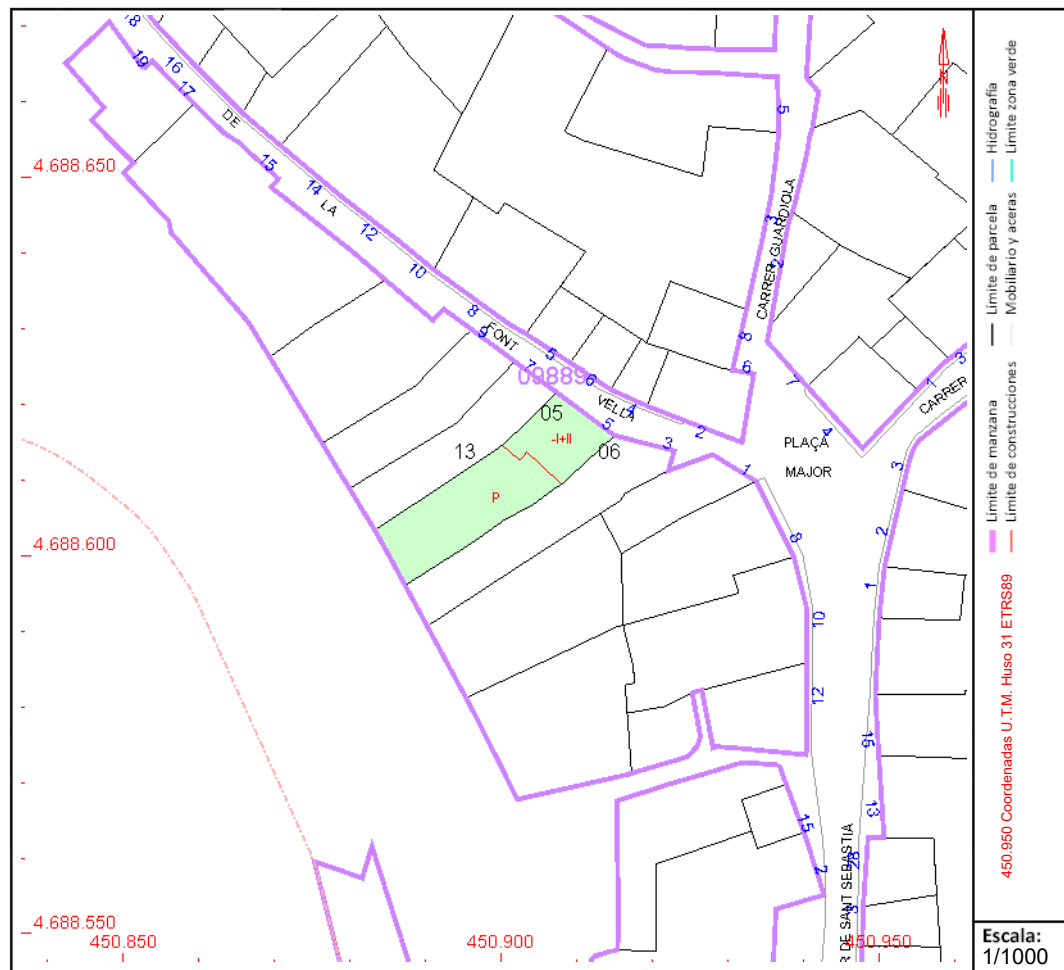 18
16
19
17
DE
15
14
LA
12
10
8
9
FONT
7
5
6
09889
4
VELLA
5
2
3
05
-I+II
06
13
P
5
3
CARRER GUARDIOLA
2
8
6
7
4
1
3
CARRER
PLAÇA
MAJOR
1
3
8
2
1
10
12
15
13
15
2
28
3
R DE SANT SEBASTIÀ
4.688.650
4.688.600
4.688.550
450.850
450.900
450.950
N
Hidrografía
Límite zona verde
Límite de parcela
Mobiliario y aceras
Límite de manzana
Límite de construcciones
450.950 Coordenadas U.T.M. Huso 31 ETRS89
Escala:
1/1000